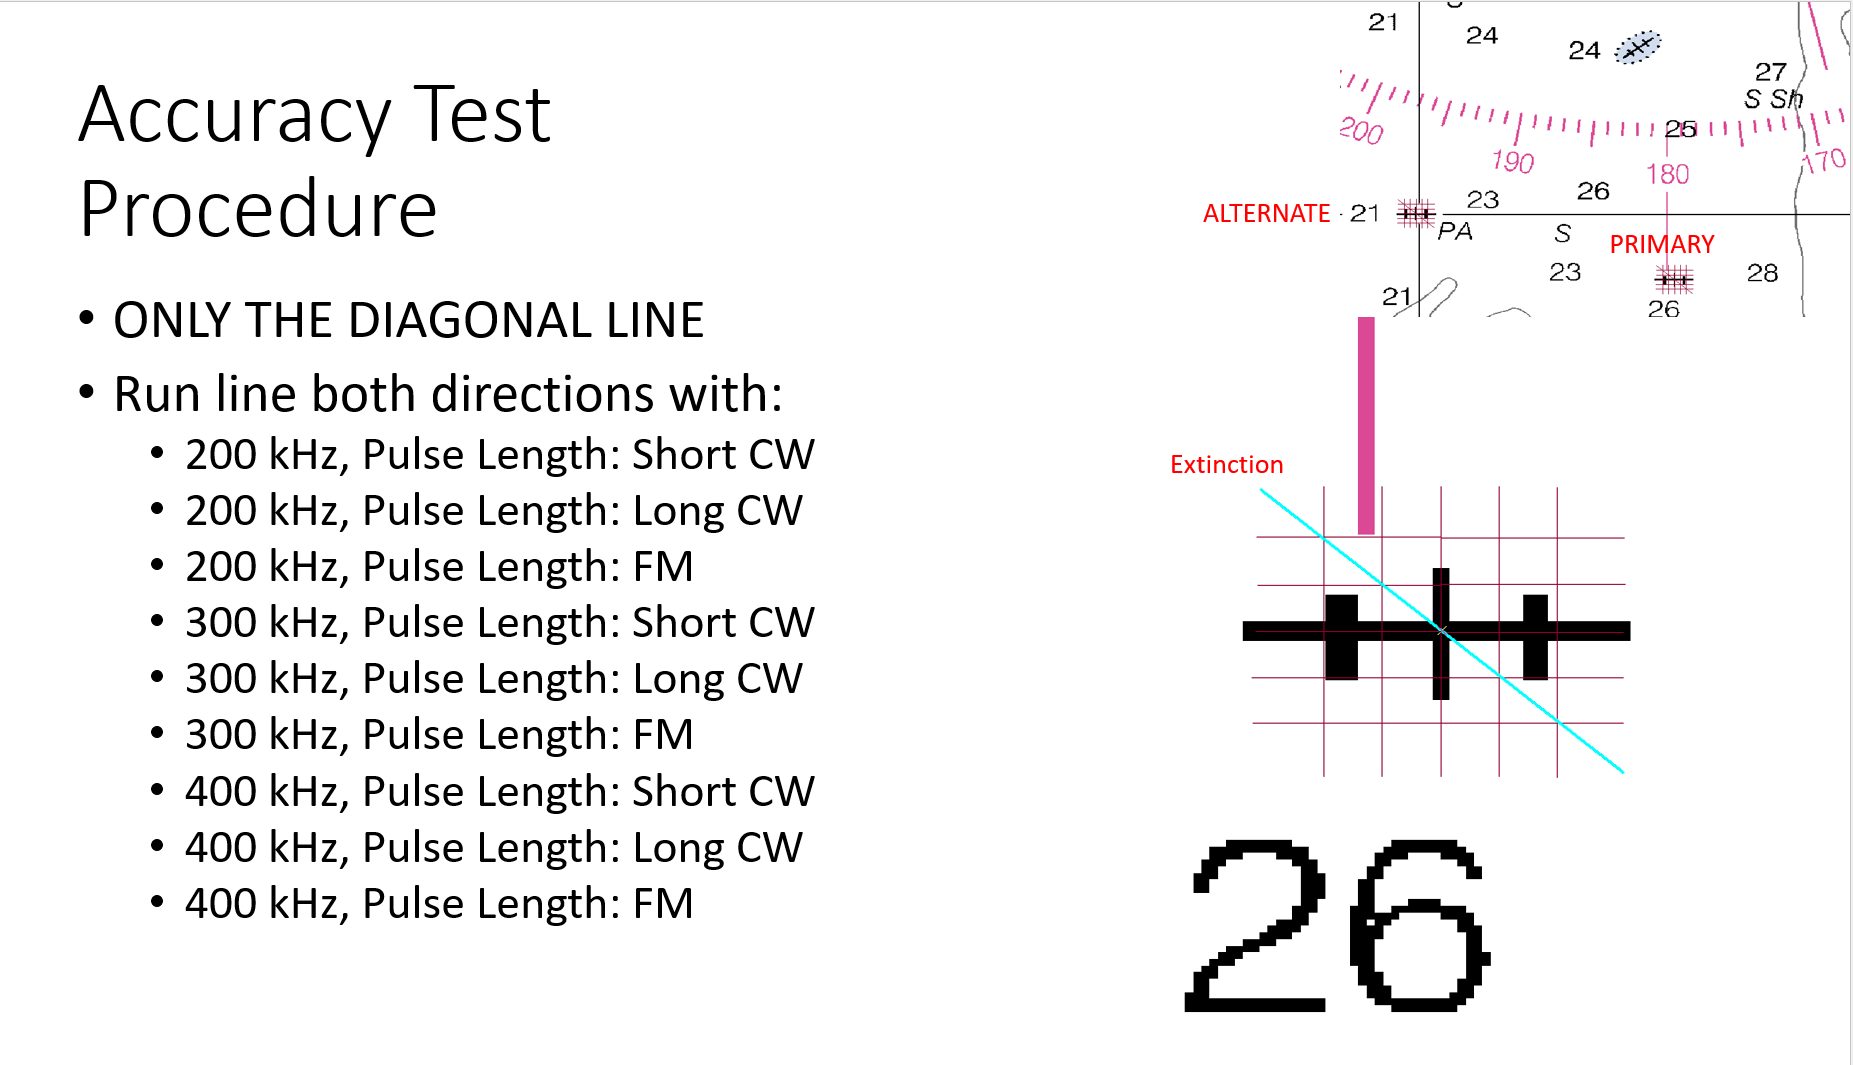 Accuracy Test
Procedure
• ONLY THE DIAGONAL LINE
• Run line both directions with:
• 200 kHz, Pulse Length: Short CW
• 200 kHz, Pulse Length: Long CW
• 200 kHz, Pulse Length: FM
• 300 kHz, Pulse Length: Short CW
• 300 kHz, Pulse Length: Long CW
• 300 kHz, Pulse Length: FM
• 400 kHz, Pulse Length: Short CW
• 400 kHz, Pulse Length: Long CW
• 400 kHz, Pulse Length: FM
21
24
24
27
S Sh
200
25
190
180
170
26
23
ALTERNATE
21
PA
S
PRIMARY
23
28
21
26
Extinction
26